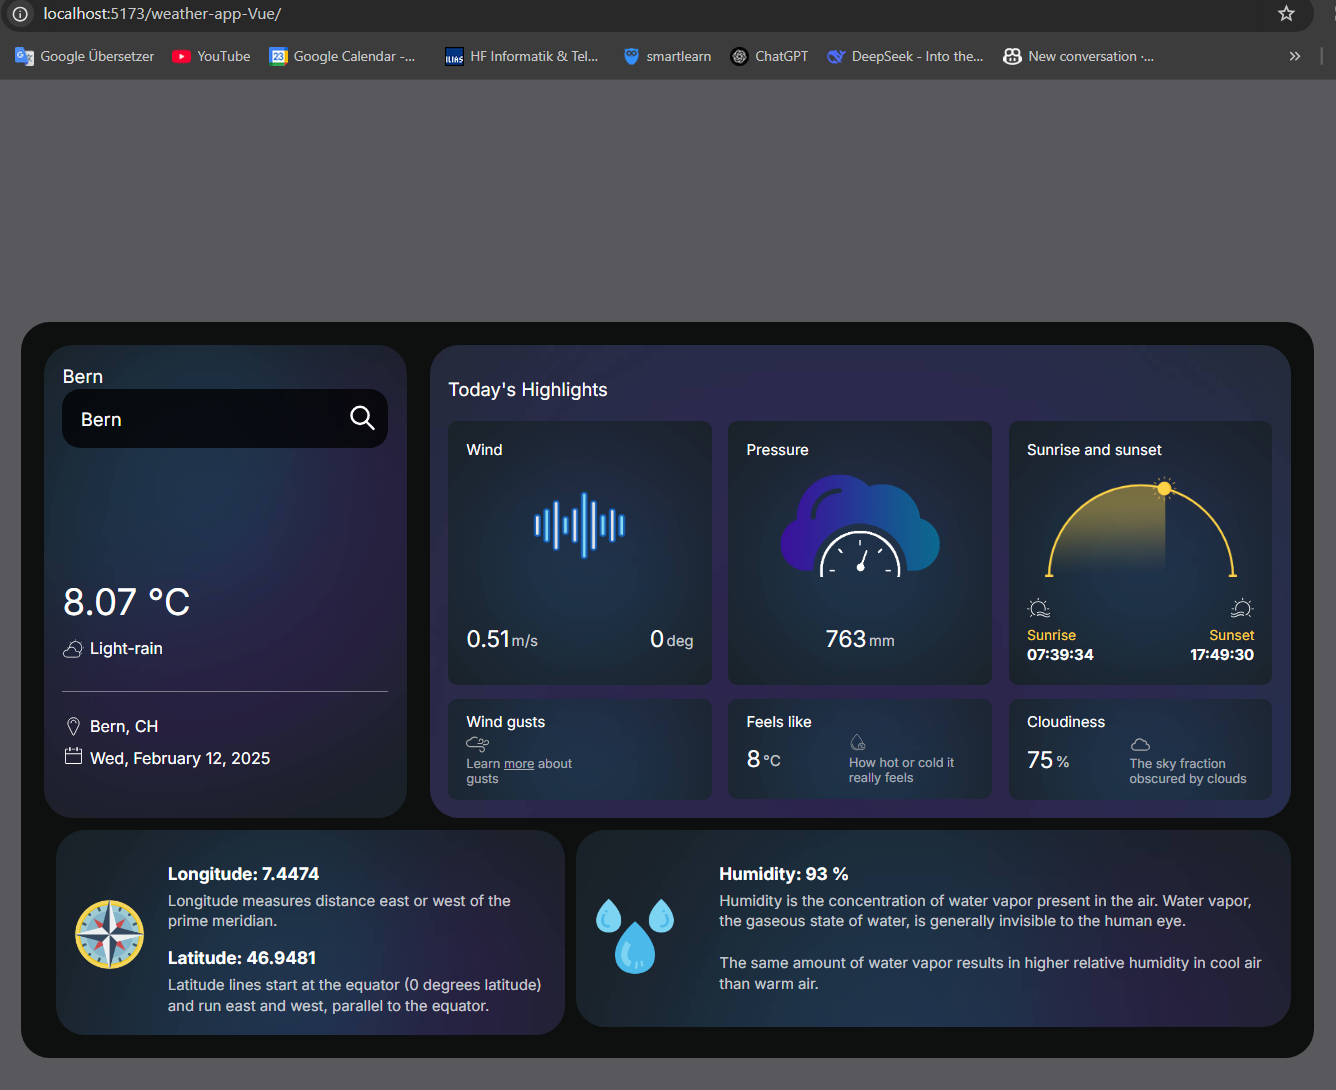 localhost:5173/weather-app-Vue/
Google Übersetzer YouTube Google Calendar -... HF Informatik & Tel... smartlearn ChatGPT DeepSeek - Into the... New conversation ·...
Bern
Bern
8.07 °C
Light-rain
Bern, CH
Wed, February 12, 2025
Today's Highlights
Wind
0.51 m/s 0 deg
Pressure
763 mm
Sunrise and sunset
Sunrise Sunset
07:39:34 17:49:30
Wind gusts
Learn more about
gusts
Feels like
8 °C
How hot or cold it
really feels
Cloudiness
75 %
The sky fraction
obscured by clouds
Longitude: 7.4474
Longitude measures distance east or west of the
prime meridian.
Latitude: 46.9481
Latitude lines start at the equator (0 degrees latitude)
and run east and west, parallel to the equator.
Humidity: 93 %
Humidity is the concentration of water vapor present in the air. Water vapor,
the gaseous state of water, is generally invisible to the human eye.
The same amount of water vapor results in higher relative humidity in cool air
than warm air.